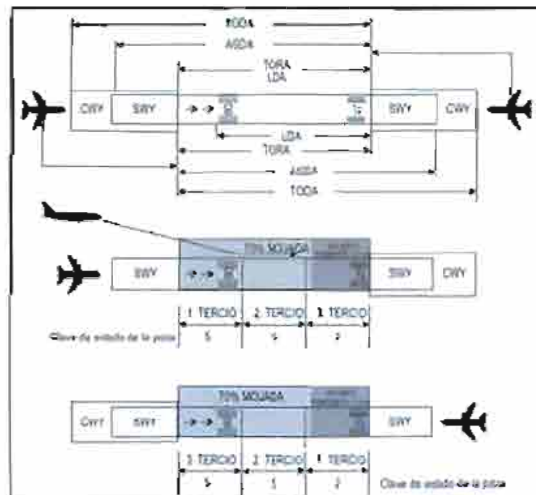 TODA
ASDA
TORA
LDA
CWY SWY SWY CWY
LDA
TORA
ASDA
TODA
70% MOJADA
SWY SWY CWY
1 TERCIO 2 TERCIO 3 TERCIO
Clave de estado de la pista 5 5 2
70% MOJADA
CWY SWY SWY
3 TERCIO 2 TERCIO 1 TERCIO
5 5 2 Clave de estado de la pista